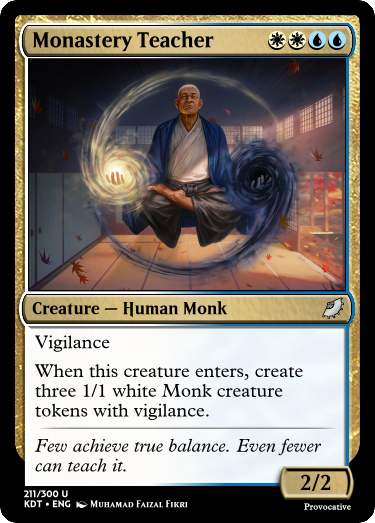 Monastery Teacher
Creature — Human Monk
Vigilance
When this creature enters, create
three 1/1 white Monk creature
tokens with vigilance.
Few achieve true balance. Even fewer
can teach it.
2/2
211/300 U
KDT • ENG Muhamad Faizal Fikri
Provocative